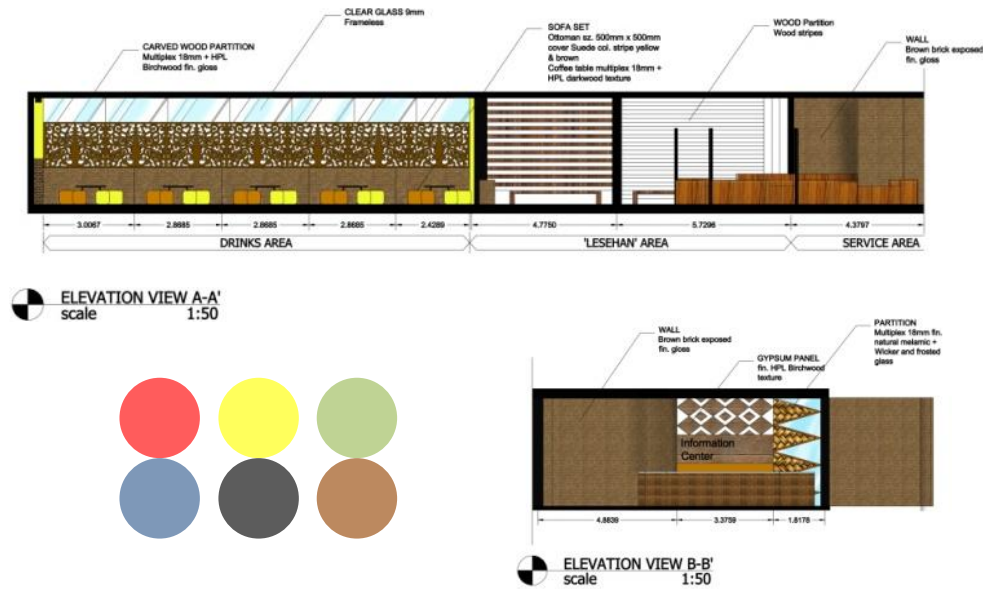 CLEAR GLASS 9mm
Frameless
CARVED WOOD PARTITION
Multiplex 18mm + HPL
Birchwood fin. gloss
SOFA SET
Ottoman sz. 500mm x 500mm
cover Suede col. stripe yellow
& brown
Coffee table multiplex 18mm +
HPL darkwood texture
WOOD Partition
Wood stripes
WALL
Brown brick exposed
fin. gloss
3.0067 2.8685 2.8685 2.8685 2.4289 4.7750 5.7296 4.3797
DRINKS AREA 'LESEHAN' AREA SERVICE AREA
ELEVATION VIEW A-A'
scale 1:50
WALL
Brown brick exposed
fin. gloss
GYPSUM PANEL
fin. HPL Birchwood
texture
PARTITION
Multiplex 18mm fin.
natural melamic +
Wicker and frosted
glass
Information
Center
4.8839 3.3759 1.8176
ELEVATION VIEW B-B'
scale 1:50